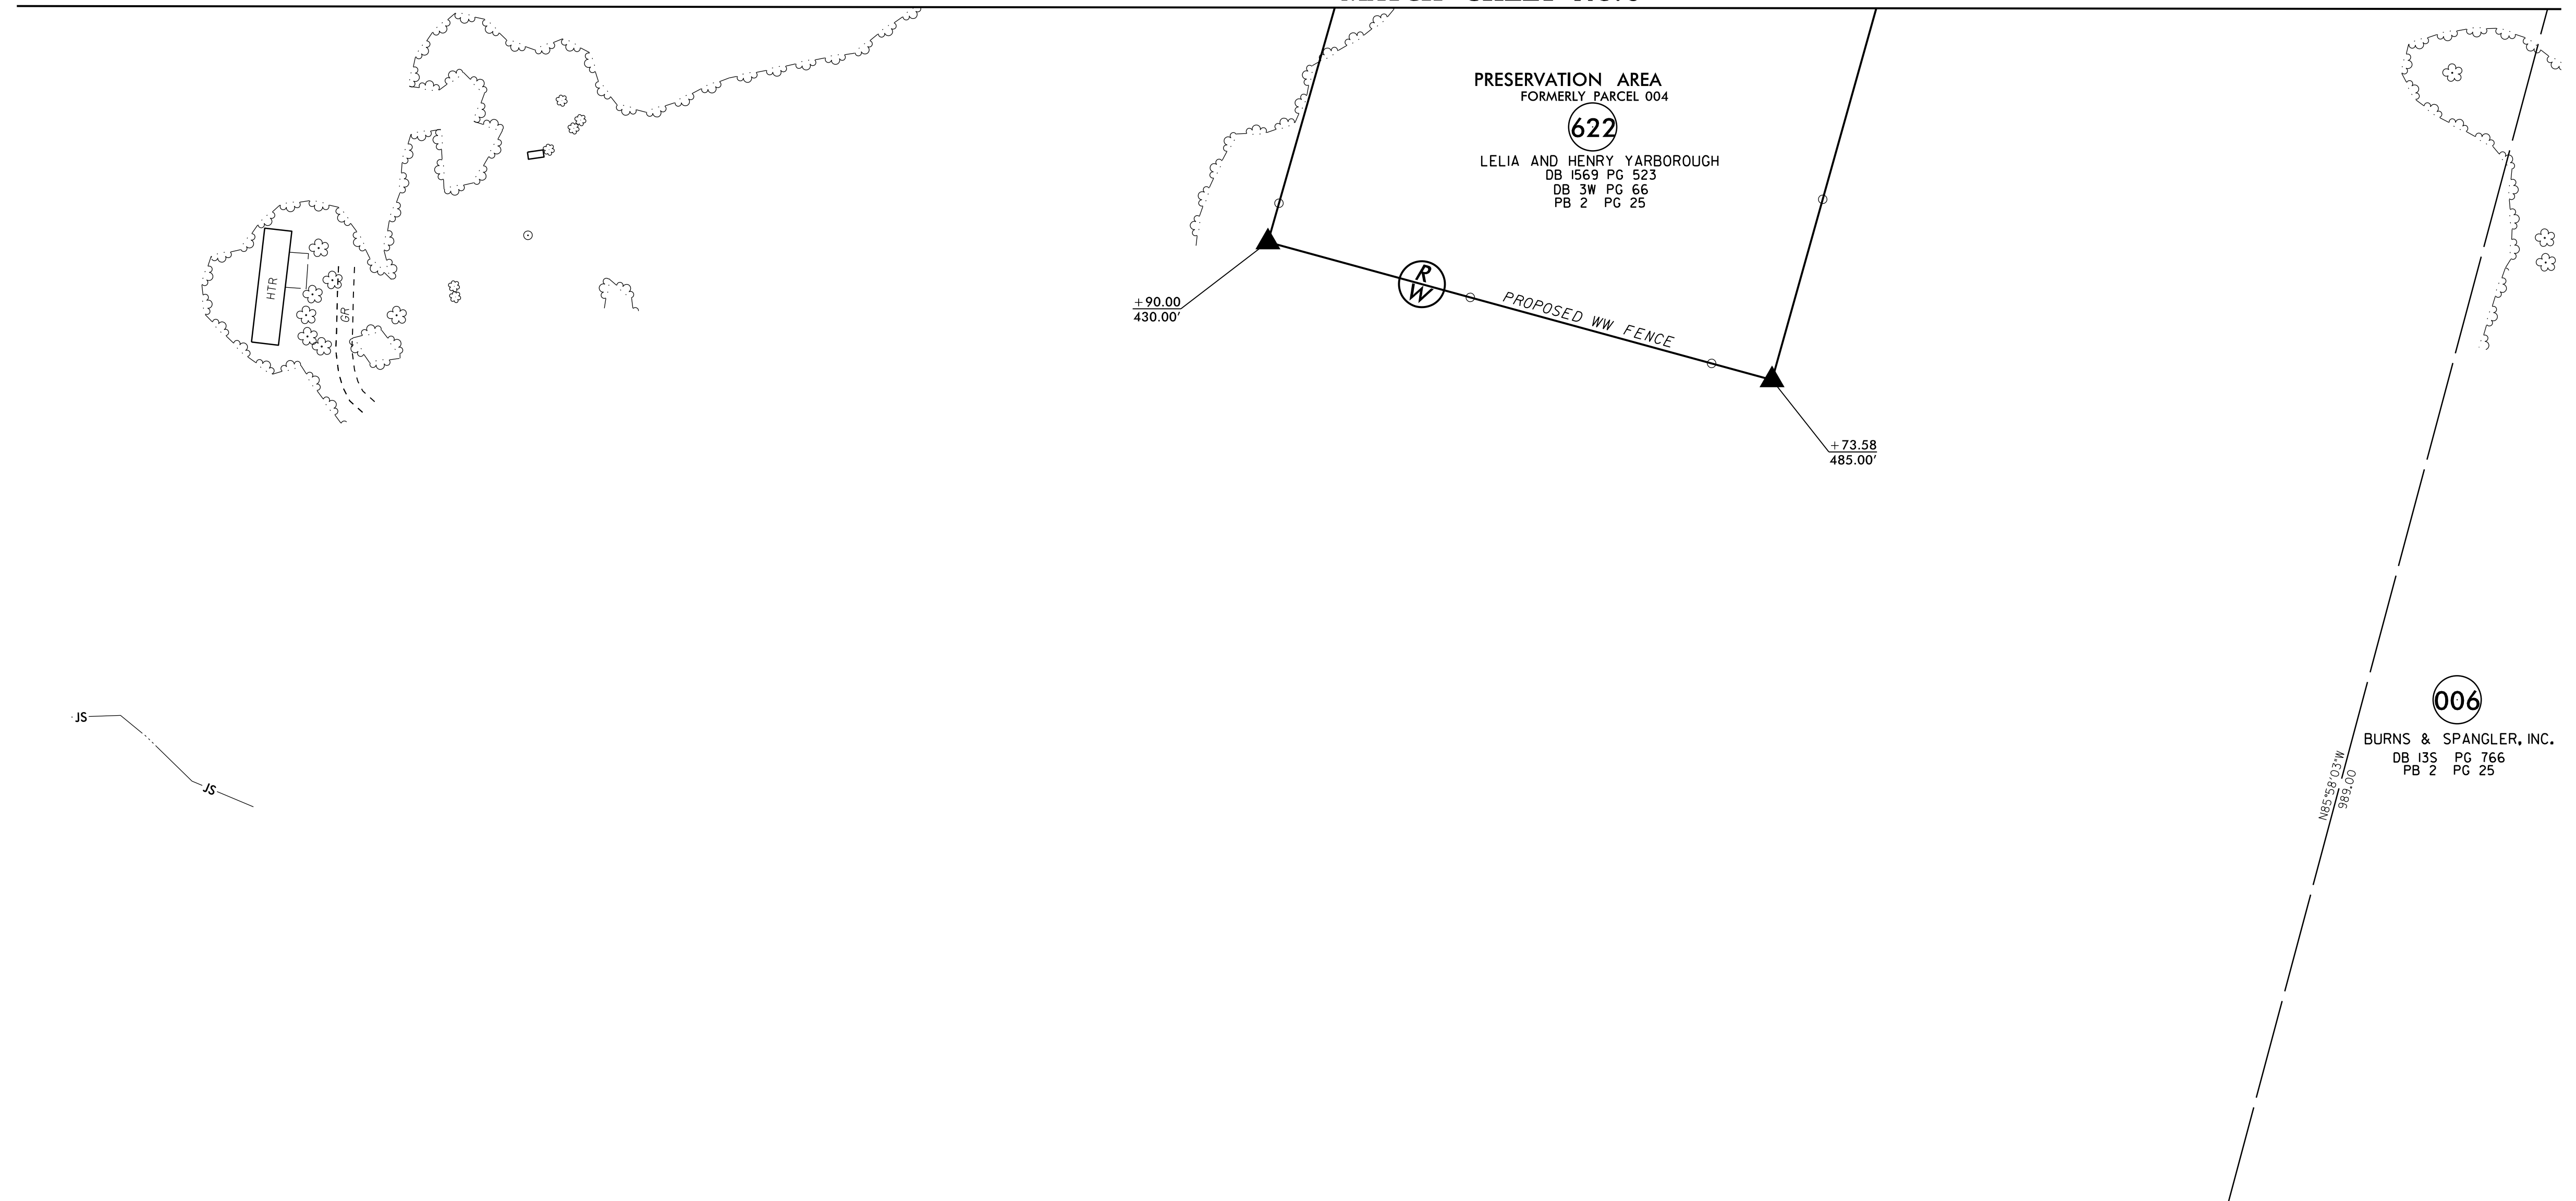 PRESERVATION AREA
FORMERLY PARCEL 004
622
LELIA AND HENRY YARBOROUGH
DB 1569 PG 523
DB 3W PG 66
PB 2 PG 25
HTR
GR
+90.00
430.00'
R
W
PROPOSED WW FENCE
+73.58
485.00'
JS
JS
006
BURNS & SPANGLER, INC.
DB 13S PG 766
PB 2 PG 25
N85°58'03"W
989.00